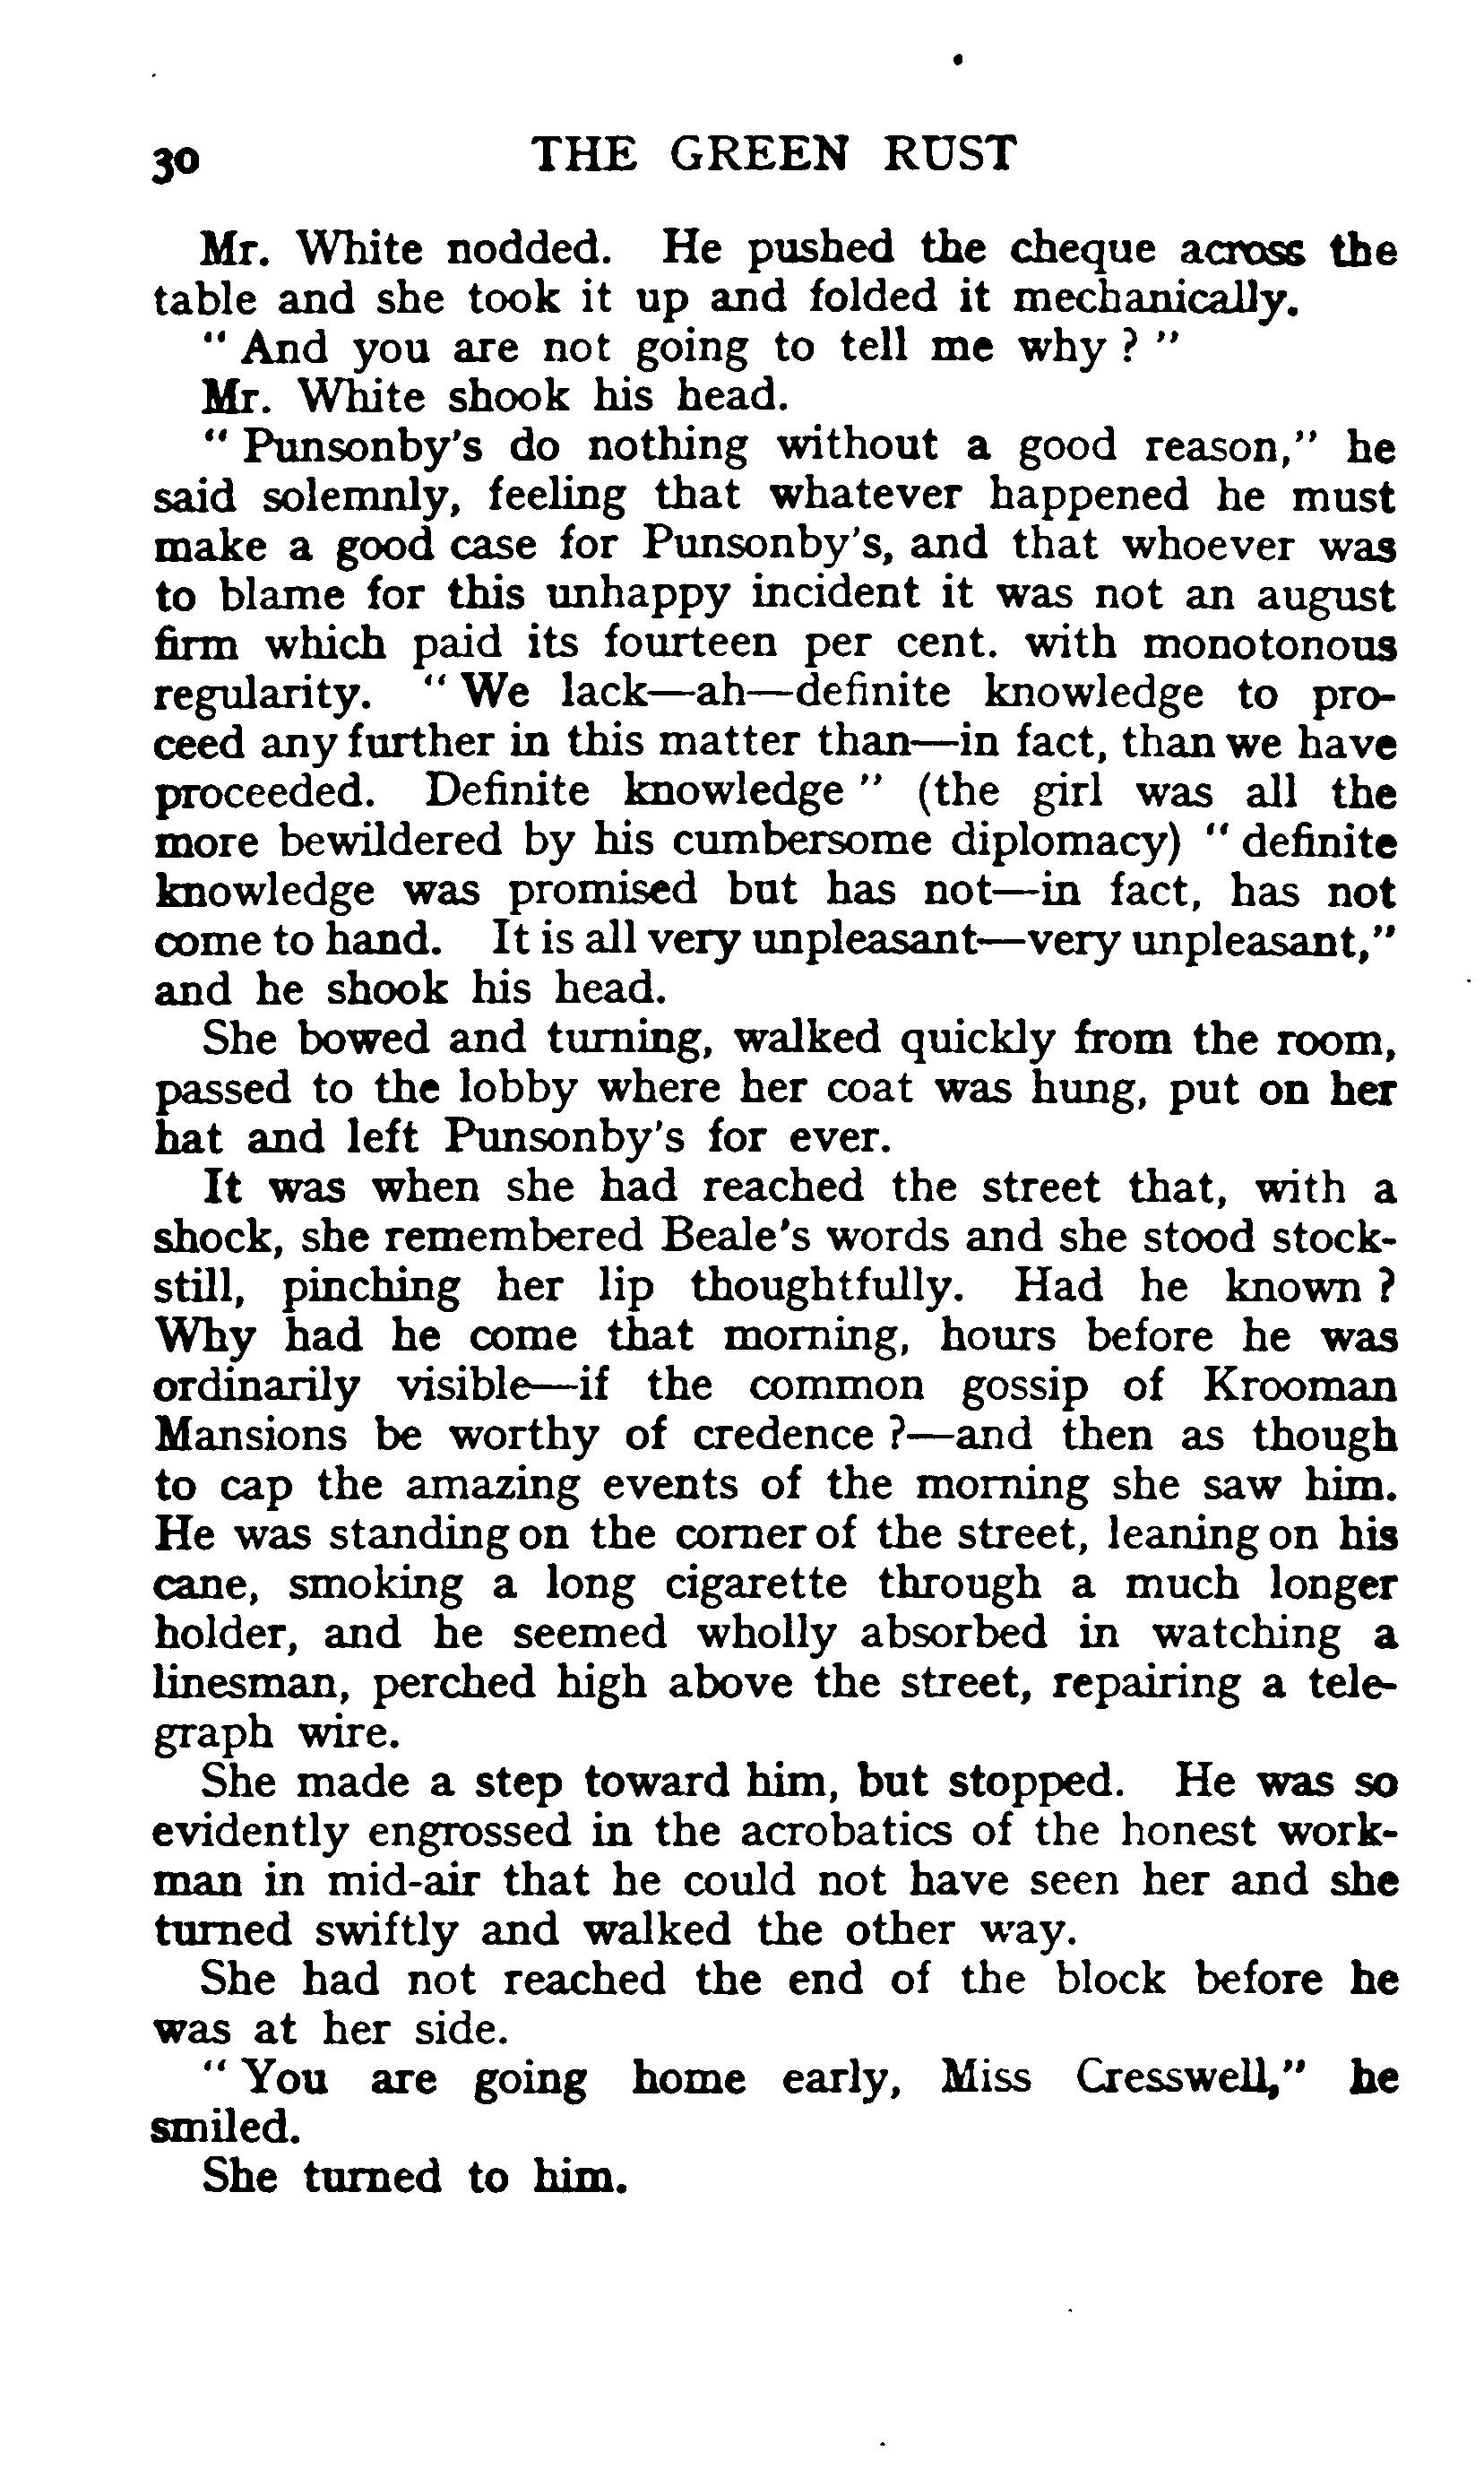 30 THE GREEN RUST
Mr. White nodded. He pushed the cheque across the
table and she took it up and folded it mechanically.
" And you are not going to tell me why ? "
Mr. White shook his head.
" Punsonby's do nothing without a good reason," he
said solemnly, feeling that whatever happened he must
make a good case for Punsonby's, and that whoever was
to blame for this unhappy incident it was not an august
firm which paid its fourteen per cent. with monotonous
regularity. " We lack—ah—definite knowledge to pro-
ceed any further in this matter than—in fact, than we have
proceeded. Definite knowledge " (the girl was all the
more bewildered by his cumbersome diplomacy) " definite
knowledge was promised but has not—in fact, has not
come to hand. It is all very unpleasant—very unpleasant,"
and he shook his head.
She bowed and turning, walked quickly from the room,
passed to the lobby where her coat was hung, put on her
hat and left Punsonby's for ever.
It was when she had reached the street that, with a
shock, she remembered Beale's words and she stood stock-
still, pinching her lip thoughtfully. Had he known ?
Why had he come that morning, hours before he was
ordinarily visible—if the common gossip of Krooman
Mansions be worthy of credence ?—and then as though
to cap the amazing events of the morning she saw him.
He was standing on the corner of the street, leaning on his
cane, smoking a long cigarette through a much longer
holder, and he seemed wholly absorbed in watching a
linesman, perched high above the street, repairing a tele-
graph wire.
She made a step toward him, but stopped. He was so
evidently engrossed in the acrobatics of the honest work-
man in mid-air that he could not have seen her and she
turned swiftly and walked the other way.
She had not reached the end of the block before he
was at her side.
" You are going home early, Miss Cresswell," he
smiled.
She turned to him.